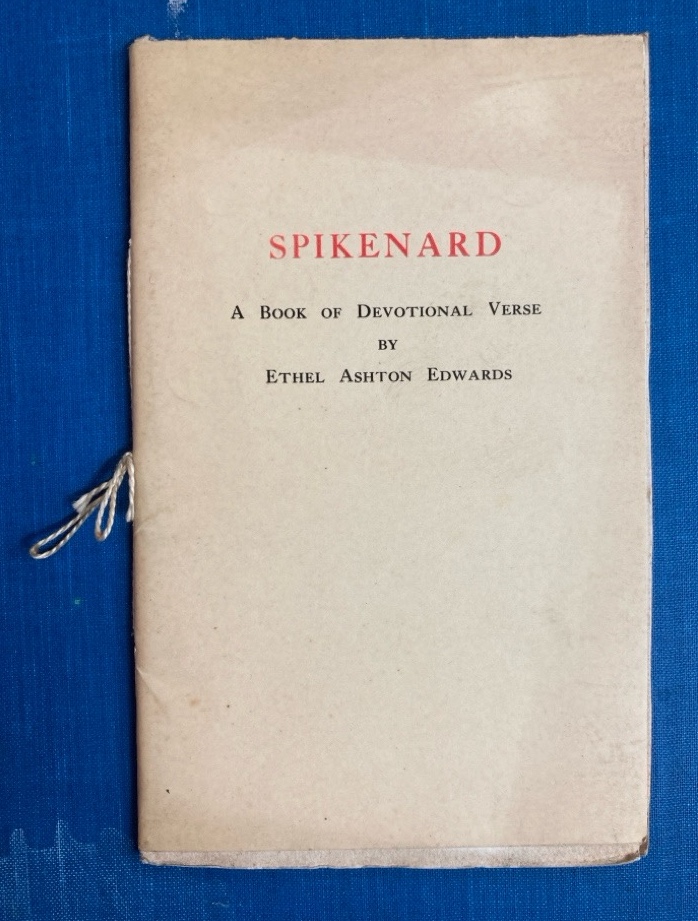 SPIKENARD
A Book of Devotional Verse
by
Ethel Ashton Edwards